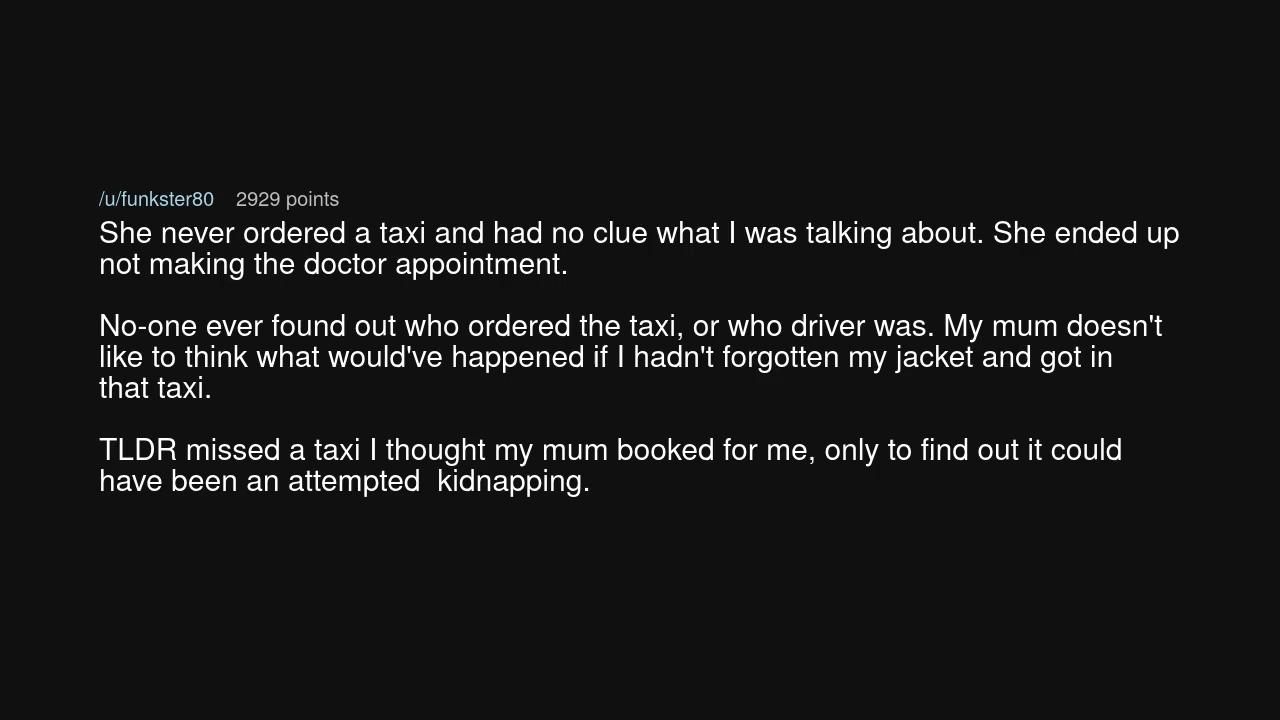 /u/funkster80 2929 points
She never ordered a taxi and had no clue what I was talking about. She ended up
not making the doctor appointment.
No-one ever found out who ordered the taxi, or who driver was. My mum doesn't
like to think what would've happened if I hadn't forgotten my jacket and got in
that taxi.
TLDR missed a taxi I thought my mum booked for me, only to find out it could
have been an attempted  kidnapping.